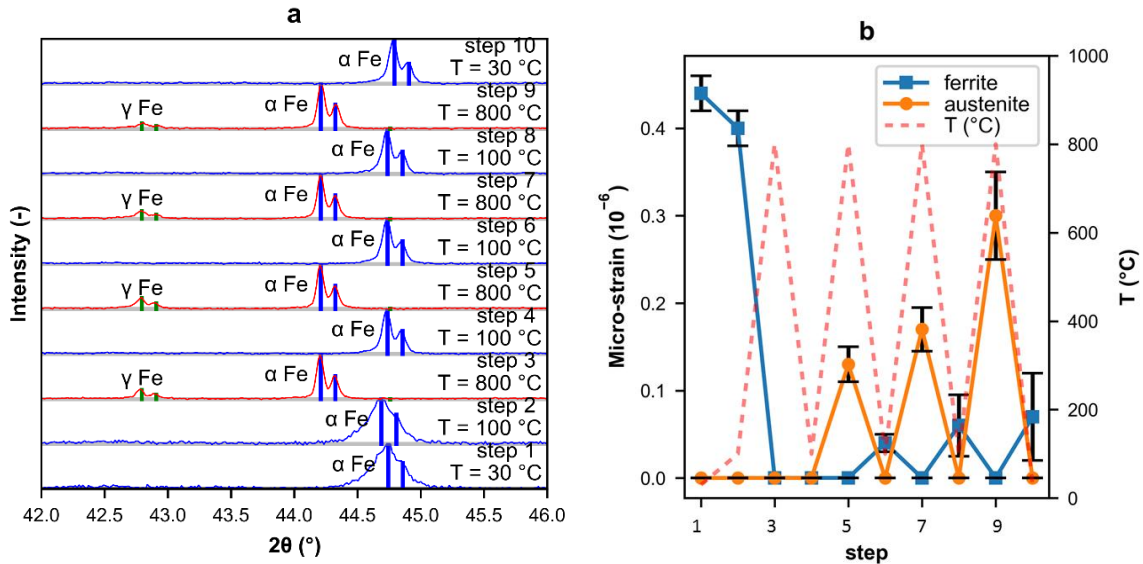 a
Intensity (-)
α Fe
step 10
T = 30 °C
γ Fe
α Fe
step 9
T = 800 °C
α Fe
step 8
T = 100 °C
γ Fe
α Fe
step 7
T = 800 °C
α Fe
step 6
T = 100 °C
γ Fe
α Fe
step 5
T = 800 °C
α Fe
step 4
T = 100 °C
γ Fe
α Fe
step 3
T = 800 °C
α Fe
step 2
T = 100 °C
α Fe
step 1
T = 30 °C
42.0 42.5 43.0 43.5 44.0 44.5 45.0 45.5 46.0
2θ (°)
b
ferrite
austenite
T (°C)
Micro-strain (10⁻⁶)
0.4
0.3
0.2
0.1
0.0
1000
800
600
400
200
0
T (°C)
1 3 5 7 9
step